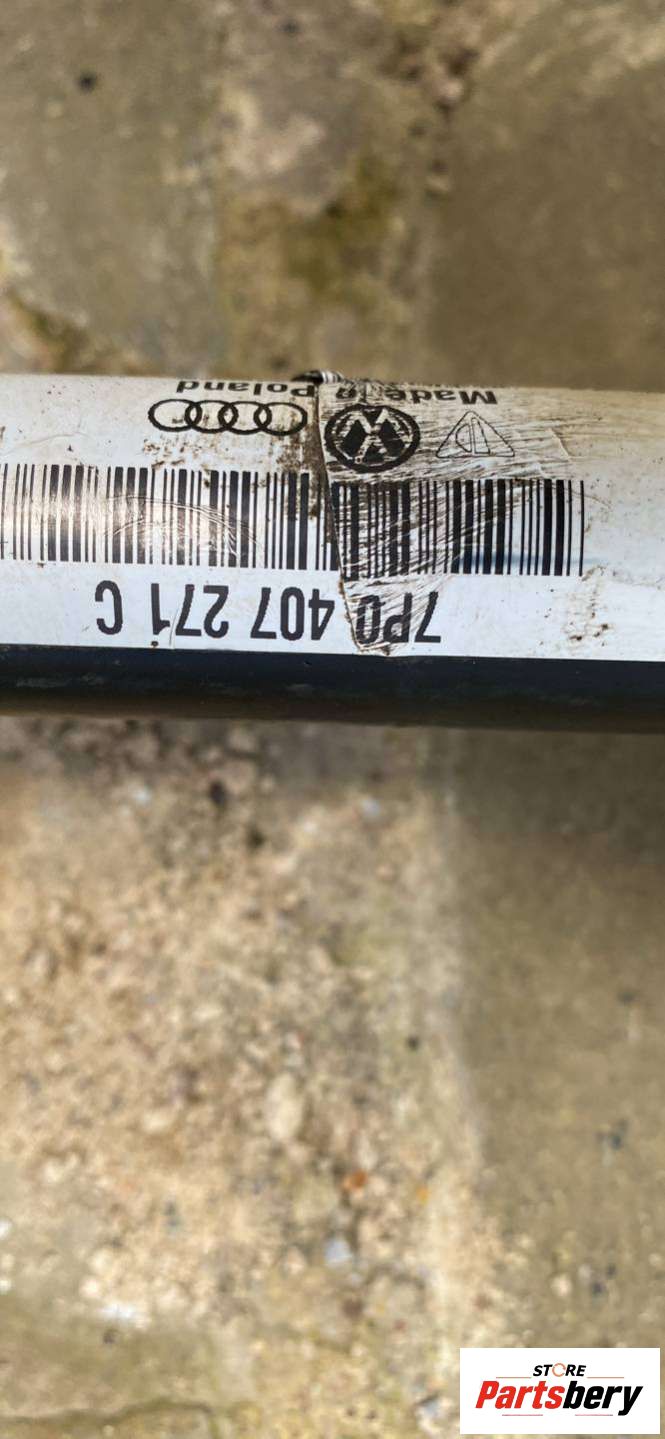 7P0 407 271 C
Made in
Poland
STORE
Partsbery